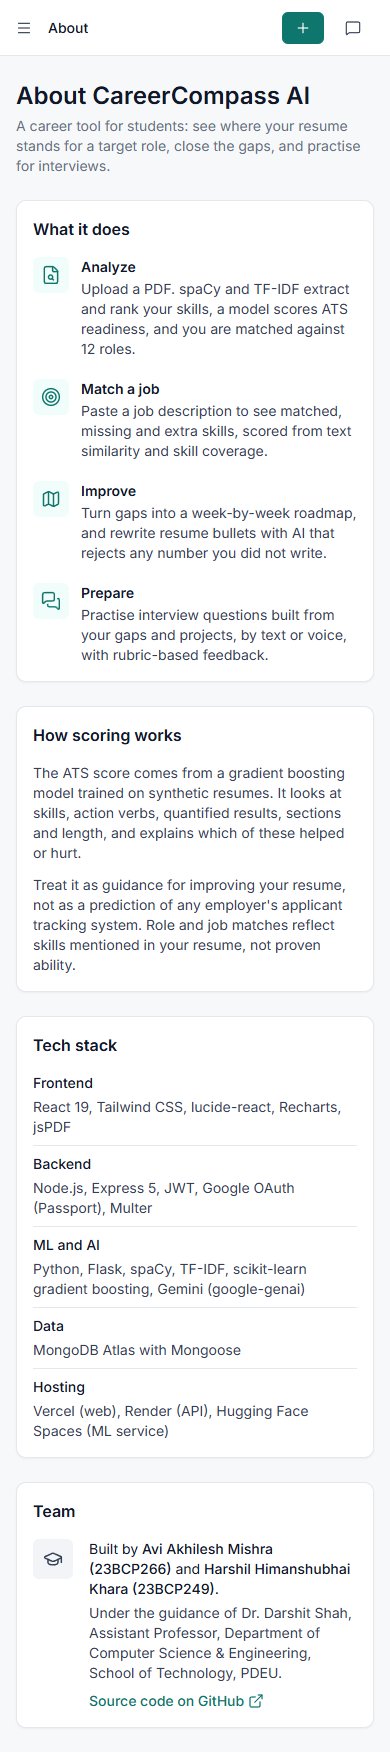 About
About CareerCompass AI
A career tool for students: see where your resume
stands for a target role, close the gaps, and practise
for interviews.
What it does
Analyze
Upload a PDF. spaCy and TF-IDF extract
and rank your skills, a model scores ATS
readiness, and you are matched against
12 roles.
Match a job
Paste a job description to see matched,
missing and extra skills, scored from text
similarity and skill coverage.
Improve
Turn gaps into a week-by-week roadmap,
and rewrite resume bullets with AI that
rejects any number you did not write.
Prepare
Practise interview questions built from
your gaps and projects, by text or voice,
with rubric-based feedback.
How scoring works
The ATS score comes from a gradient boosting
model trained on synthetic resumes. It looks at
skills, action verbs, quantified results, sections
and length, and explains which of these helped
or hurt.
Treat it as guidance for improving your resume,
not as a prediction of any employer's applicant
tracking system. Role and job matches reflect
skills mentioned in your resume, not proven
ability.
Tech stack
Frontend
React 19, Tailwind CSS, lucide-react, Recharts,
jsPDF
Backend
Node.js, Express 5, JWT, Google OAuth
(Passport), Multer
ML and AI
Python, Flask, spaCy, TF-IDF, scikit-learn
gradient boosting, Gemini (google-genai)
Data
MongoDB Atlas with Mongoose
Hosting
Vercel (web), Render (API), Hugging Face
Spaces (ML service)
Team
Built by Avi Akhilesh Mishra
(23BCP266) and Harshil Himanshubhai
Khara (23BCP249).
Under the guidance of Dr. Darshit Shah,
Assistant Professor, Department of
Computer Science & Engineering,
School of Technology, PDEU.
Source code on GitHub